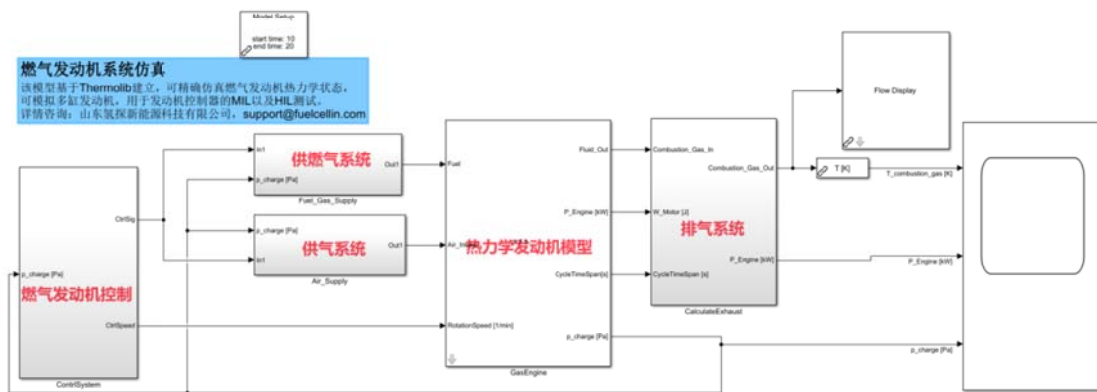 Model Setup
start time: 10
end time: 20
燃气发动机系统仿真
该模型基于Thermolib建立，可精确仿真燃气发动机热力学状态，
可模拟多缸发动机，用于发动机控制器的MIL以及HIL测试。
详情咨询：山东氢探新能源科技有限公司，support@fuelcellin.com
p_charge [Pa]
CtrlSig
CtrlSpeed
燃气发动机控制
ContrlSystem
In1
p_charge [Pa]
Out1
供燃气系统
Fuel_Gas_Supply
p_charge [Pa]
In1
Out1
供气系统
Air_Supply
Fuel
RotationSpeed [1/min]
热力学发动机模型
Fluid_Out
P_Engine [kW]
CycleTimeSpan[s]
p_charge [Pa]
GasEngine
Combustion_Gas_In
W_Motor [J]
CycleTimeSpan [s]
排气系统
Combustion_Gas_Out
P_Engine [kW]
CalculateExhaust
Flow Display
T [K]
T_combustion_gas [K]
P_Engine [kW]
p_charge [Pa]